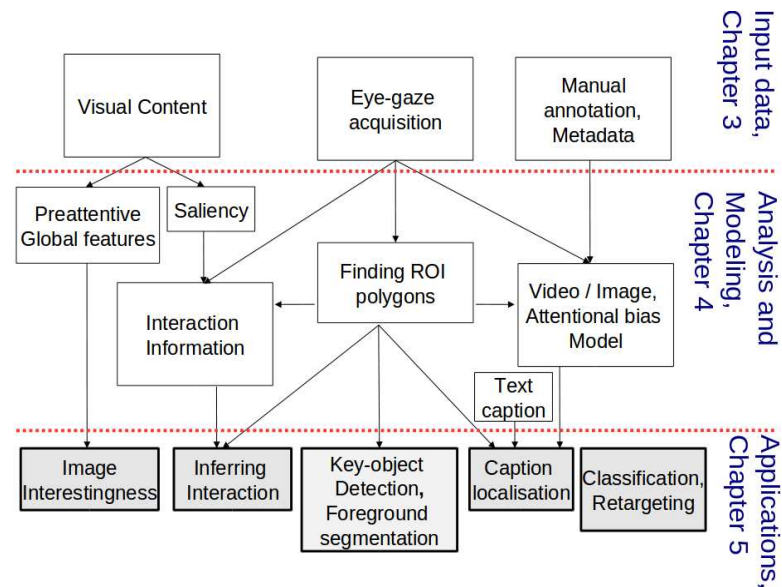 Input data,
Chapter 3
Visual Content
Eye-gaze
acquisition
Manual
annotation,
Metadata
Analysis and
Modeling,
Chapter 4
Preattentive
Global features
Saliency
Interaction
Information
Finding ROI
polygons
Video / Image,
Attentional bias
Model
Text
caption
Applications,
Chapter 5
Image
Interestingness
Inferring
Interaction
Key-object
Detection,
Foreground
segmentation
Caption
localisation
Classification,
Retargeting